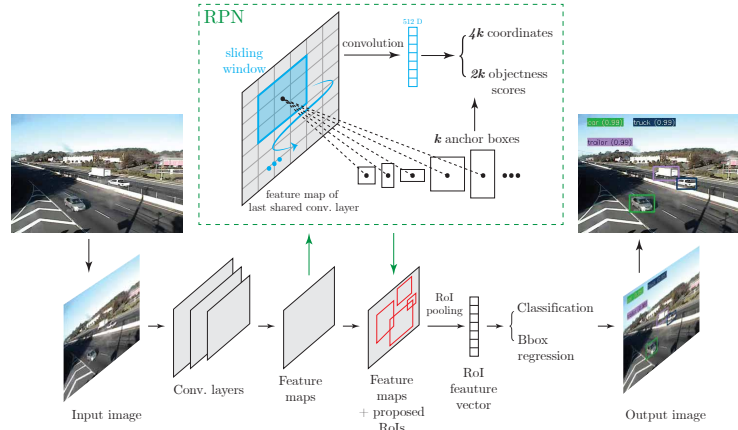 RPN
512 D
4k coordinates
convolution
sliding
window
2k objectness
scores
k anchor boxes
feature map of
last shared conv. layer
car (0.99)
truck (0.99)
trailar (0.99)
RoI
pooling
Classification
Bbox
regression
Conv. layers
Feature
maps
Feature
maps
+ proposed
RoIs
RoI
feauture
vector
Input image
Output image